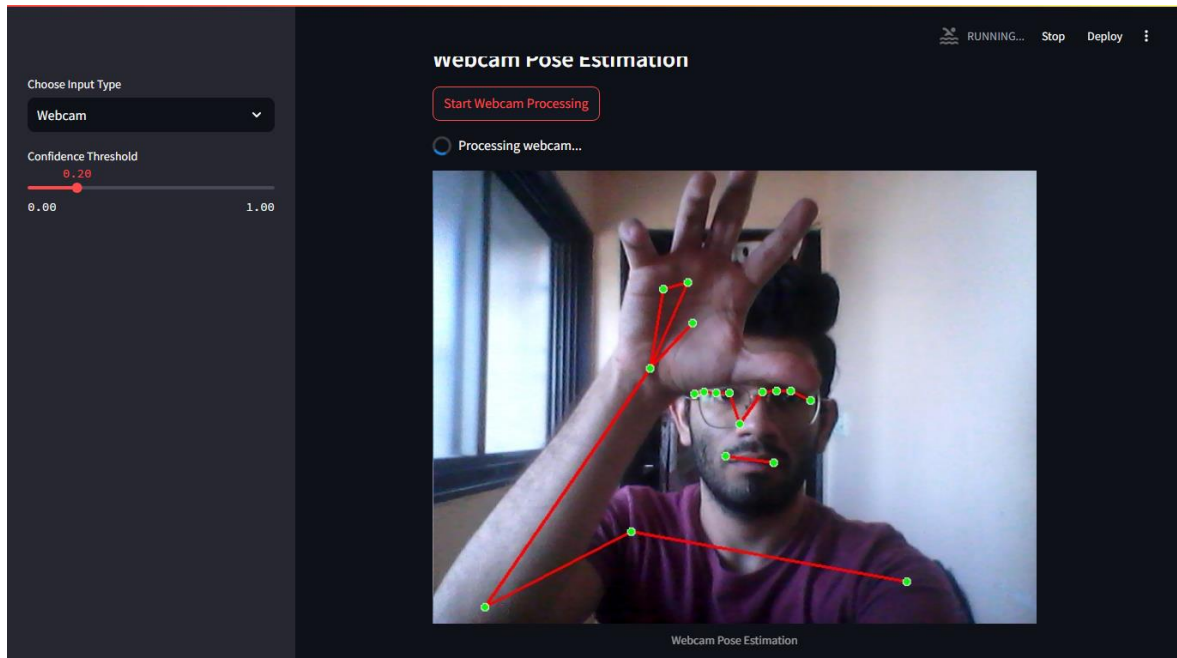 RUNNING... Stop Deploy
Choose Input Type
Webcam
Confidence Threshold
0.20
0.00 1.00
Webcam Pose Estimation
Start Webcam Processing
Processing webcam...
Webcam Pose Estimation